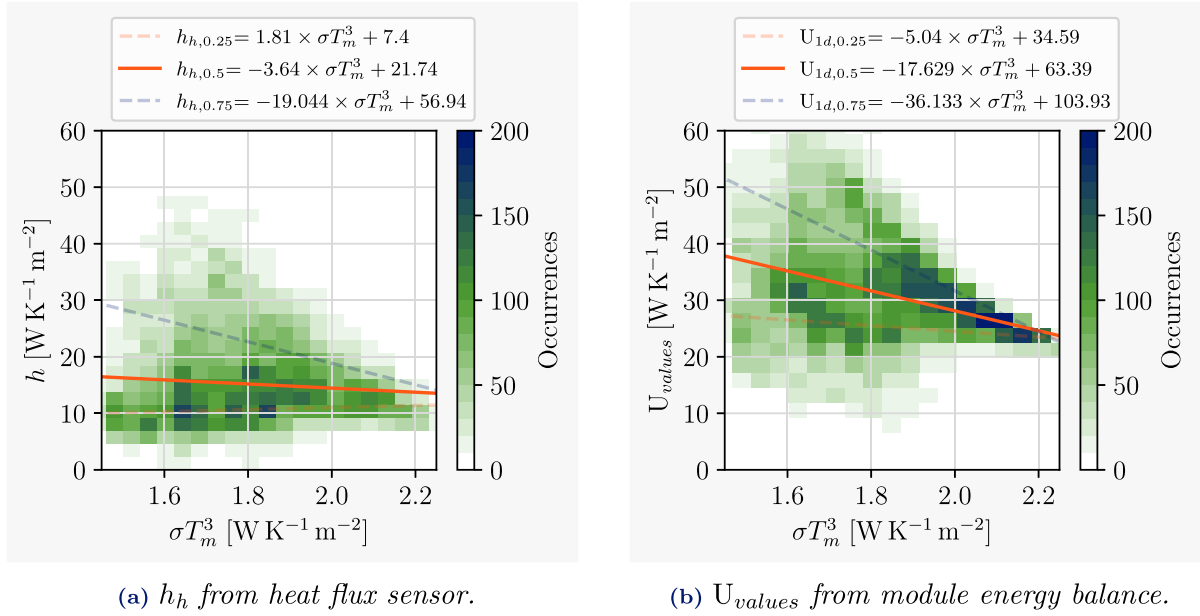 h_{h,0.25}= 1.81 × σT_m^3 + 7.4
h_{h,0.5}= −3.64 × σT_m^3 + 21.74
h_{h,0.75}= −19.044 × σT_m^3 + 56.94
60
50
40
30
20
10
0
h [W K^{−1} m^{−2}]
1.6 1.8 2.0 2.2
σT_m^3 [W K^{−1} m^{−2}]
200
150
100
50
0
Occurrences
(a) h_h from heat flux sensor.
U_{1d,0.25}= −5.04 × σT_m^3 + 34.59
U_{1d,0.5}= −17.629 × σT_m^3 + 63.39
U_{1d,0.75}= −36.133 × σT_m^3 + 103.93
60
50
40
30
20
10
0
U_{values} [W K^{−1} m^{−2}]
1.6 1.8 2.0 2.2
σT_m^3 [W K^{−1} m^{−2}]
200
150
100
50
0
Occurrences
(b) U_{values} from module energy balance.